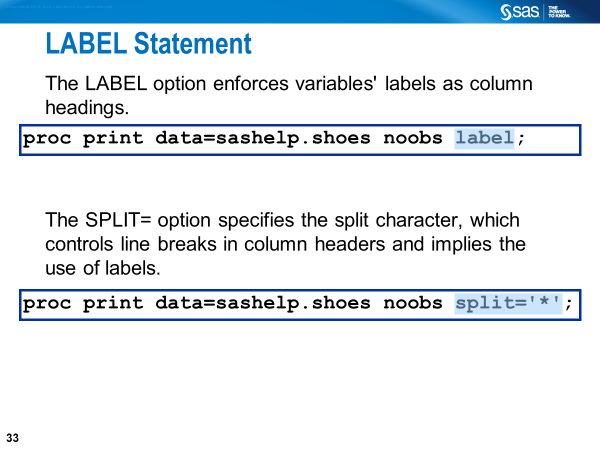 sas THE POWER TO KNOW.
LABEL Statement
The LABEL option enforces variables' labels as column
headings.
proc print data=sashelp.shoes noobs label;
The SPLIT= option specifies the split character, which
controls line breaks in column headers and implies the
use of labels.
proc print data=sashelp.shoes noobs split='*';
33